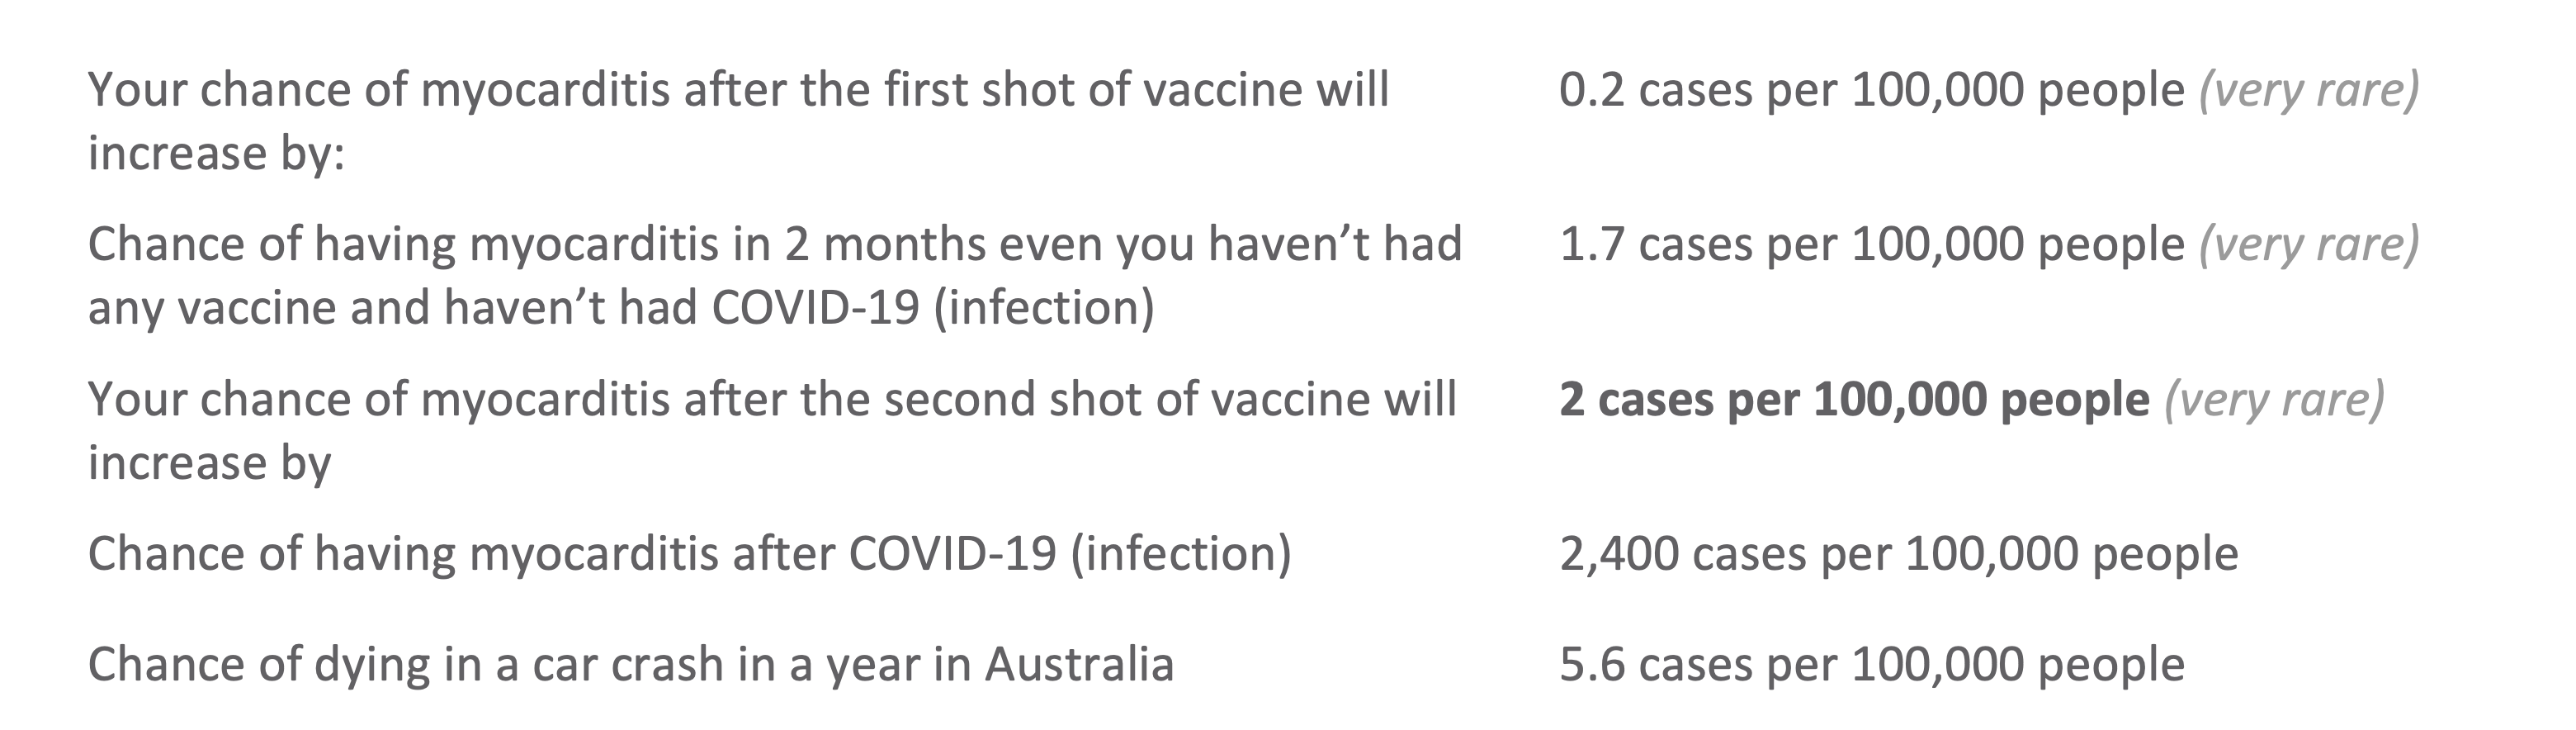 Your chance of myocarditis after the first shot of vaccine will 0.2 cases per 100,000 people (very rare)
increase by:
Chance of having myocarditis in 2 months even you haven’t had 1.7 cases per 100,000 people (very rare)
any vaccine and haven’t had COVID-19 (infection)
Your chance of myocarditis after the second shot of vaccine will 2 cases per 100,000 people (very rare)
increase by
Chance of having myocarditis after COVID-19 (infection) 2,400 cases per 100,000 people
Chance of dying in a car crash in a year in Australia 5.6 cases per 100,000 people